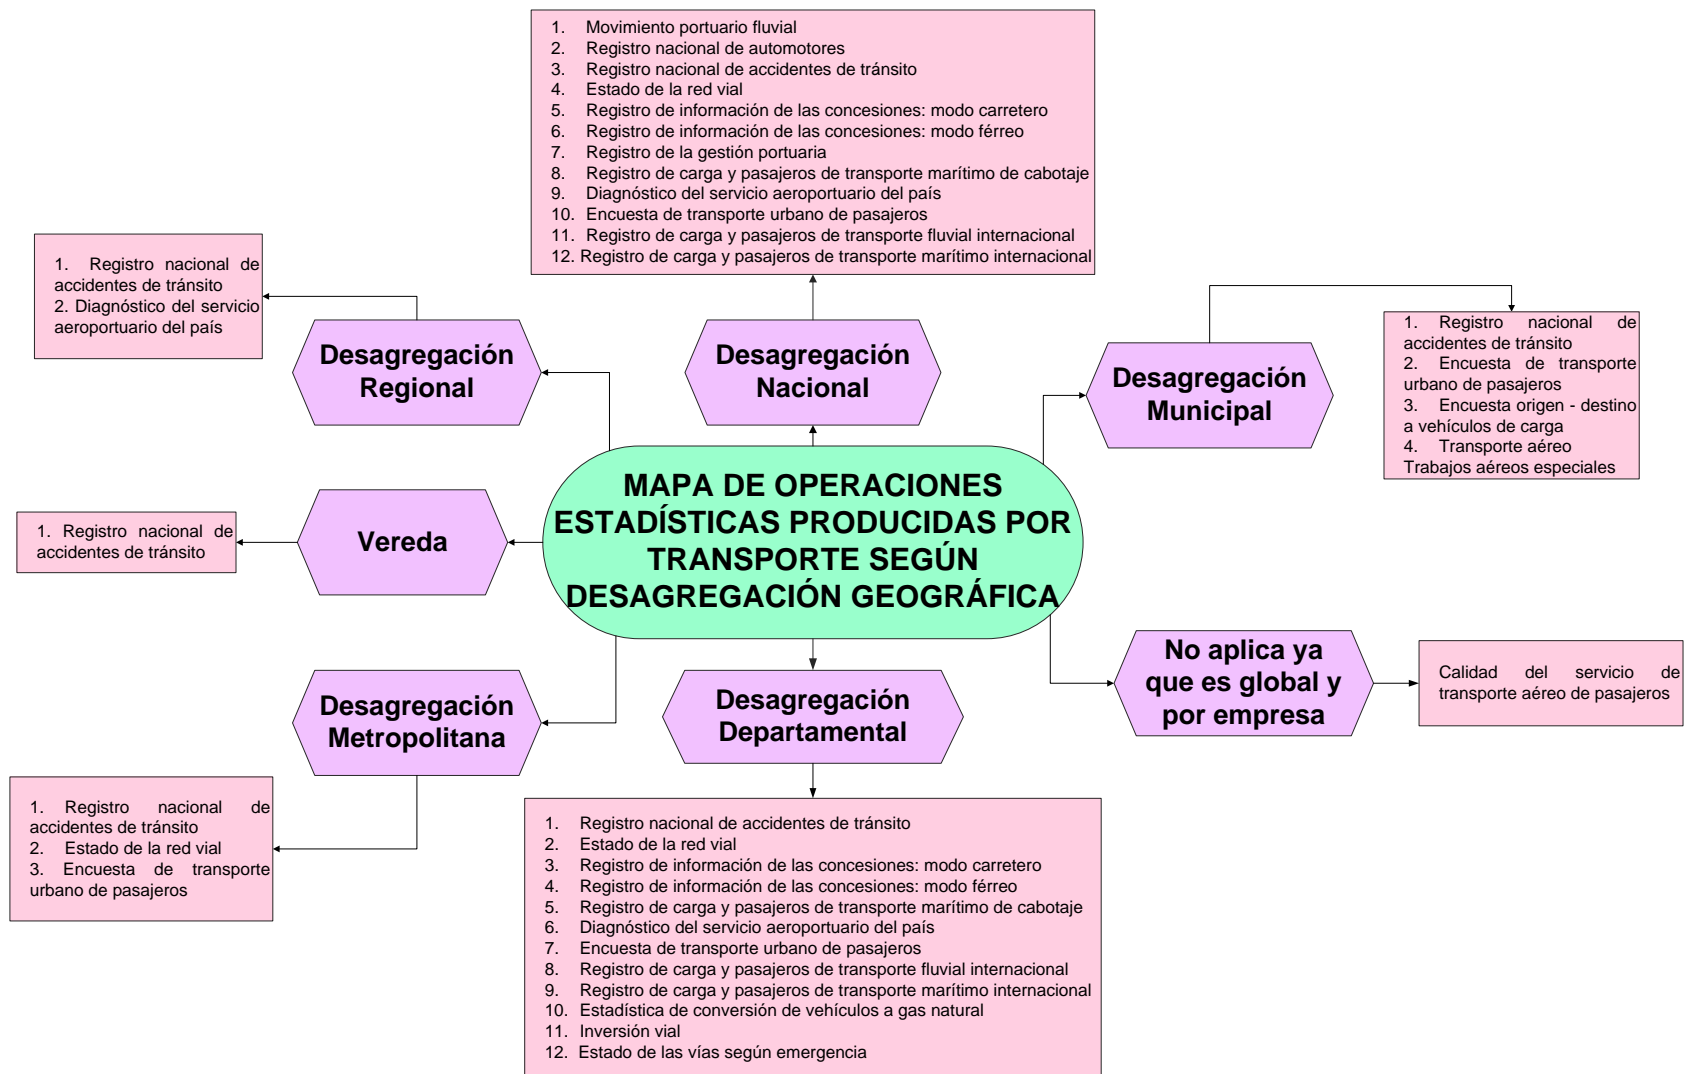 1. Movimiento portuario fluvial
2. Registro nacional de automotores
3. Registro nacional de accidentes de tránsito
4. Estado de la red vial
5. Registro de información de las concesiones: modo carretero
6. Registro de información de las concesiones: modo férreo
7. Registro de la gestión portuaria
8. Registro de carga y pasajeros de transporte marítimo de cabotaje
9. Diagnóstico del servicio aeroportuario del país
10. Encuesta de transporte urbano de pasajeros
11. Registro de carga y pasajeros de transporte fluvial internacional
12. Registro de carga y pasajeros de transporte marítimo internacional
1. Registro nacional de
accidentes de tránsito
2. Diagnóstico del servicio
aeroportuario del país
Desagregación
Regional
Desagregación
Nacional
Desagregación
Municipal
1. Registro nacional de
accidentes de tránsito
2. Encuesta de transporte
urbano de pasajeros
3. Encuesta origen - destino
a vehículos de carga
4. Transporte aéreo
Trabajos aéreos especiales
MAPA DE OPERACIONES
ESTADÍSTICAS PRODUCIDAS POR
TRANSPORTE SEGÚN
DESAGREGACIÓN GEOGRÁFICA
Vereda
1. Registro nacional de
accidentes de tránsito
No aplica ya
que es global y
por empresa
Calidad del servicio de
transporte aéreo de pasajeros
Desagregación
Metropolitana
Desagregación
Departamental
1. Registro nacional de
accidentes de tránsito
2. Estado de la red vial
3. Encuesta de transporte
urbano de pasajeros
1. Registro nacional de accidentes de tránsito
2. Estado de la red vial
3. Registro de información de las concesiones: modo carretero
4. Registro de información de las concesiones: modo férreo
5. Registro de carga y pasajeros de transporte marítimo de cabotaje
6. Diagnóstico del servicio aeroportuario del país
7. Encuesta de transporte urbano de pasajeros
8. Registro de carga y pasajeros de transporte fluvial internacional
9. Registro de carga y pasajeros de transporte marítimo internacional
10. Estadística de conversión de vehículos a gas natural
11. Inversión vial
12. Estado de las vías según emergencia